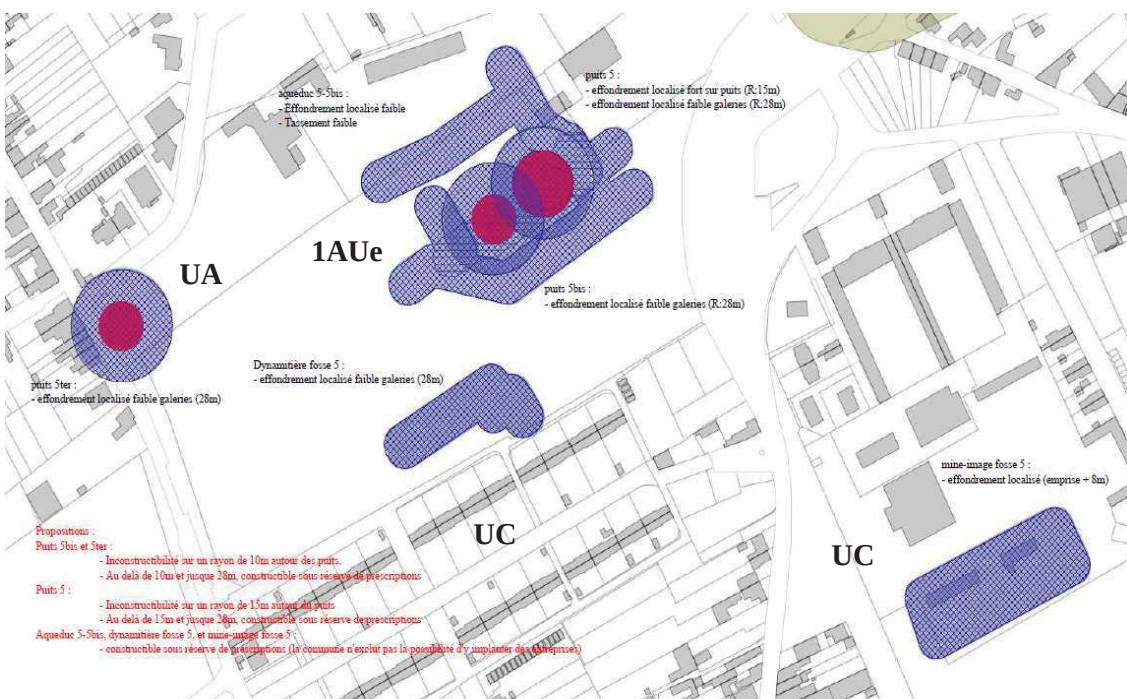 aqueduc 5-5bis :
- Effondrement localisé faible
- Tassement faible
puits 5 :
- effondrement localisé fort sur puits (R:15m)
- effondrement localisé faible galeries (R:28m)
1AUe
UA
puits 5bis :
- effondrement localisé faible galeries (R:28m)
puits 5ter :
- effondrement localisé faible galeries (28m)
Dynamitière fosse 5 :
- effondrement localisé faible galeries (28m)
mine-image fosse 5 :
- effondrement localisé (emprise + 8m)
UC
UC
Propositions :
Puits 5bis et 5ter :
- Inconstructibilité sur un rayon de 10m autour des puits.
- Au delà de 10m et jusque 28m, constructible sous réserve de prescriptions
Puits 5 :
- Inconstructibilité sur un rayon de 15m autour du puits
- Au delà de 15m et jusque 28m, constructible sous réserve de prescriptions
Aqueduc 5-5bis, dynamitière fosse 5, et mine-image fosse 5 :
- constructible sous réserve de prescriptions (la commune n'exclut pas la possibilité d'y implanter des entreprises)